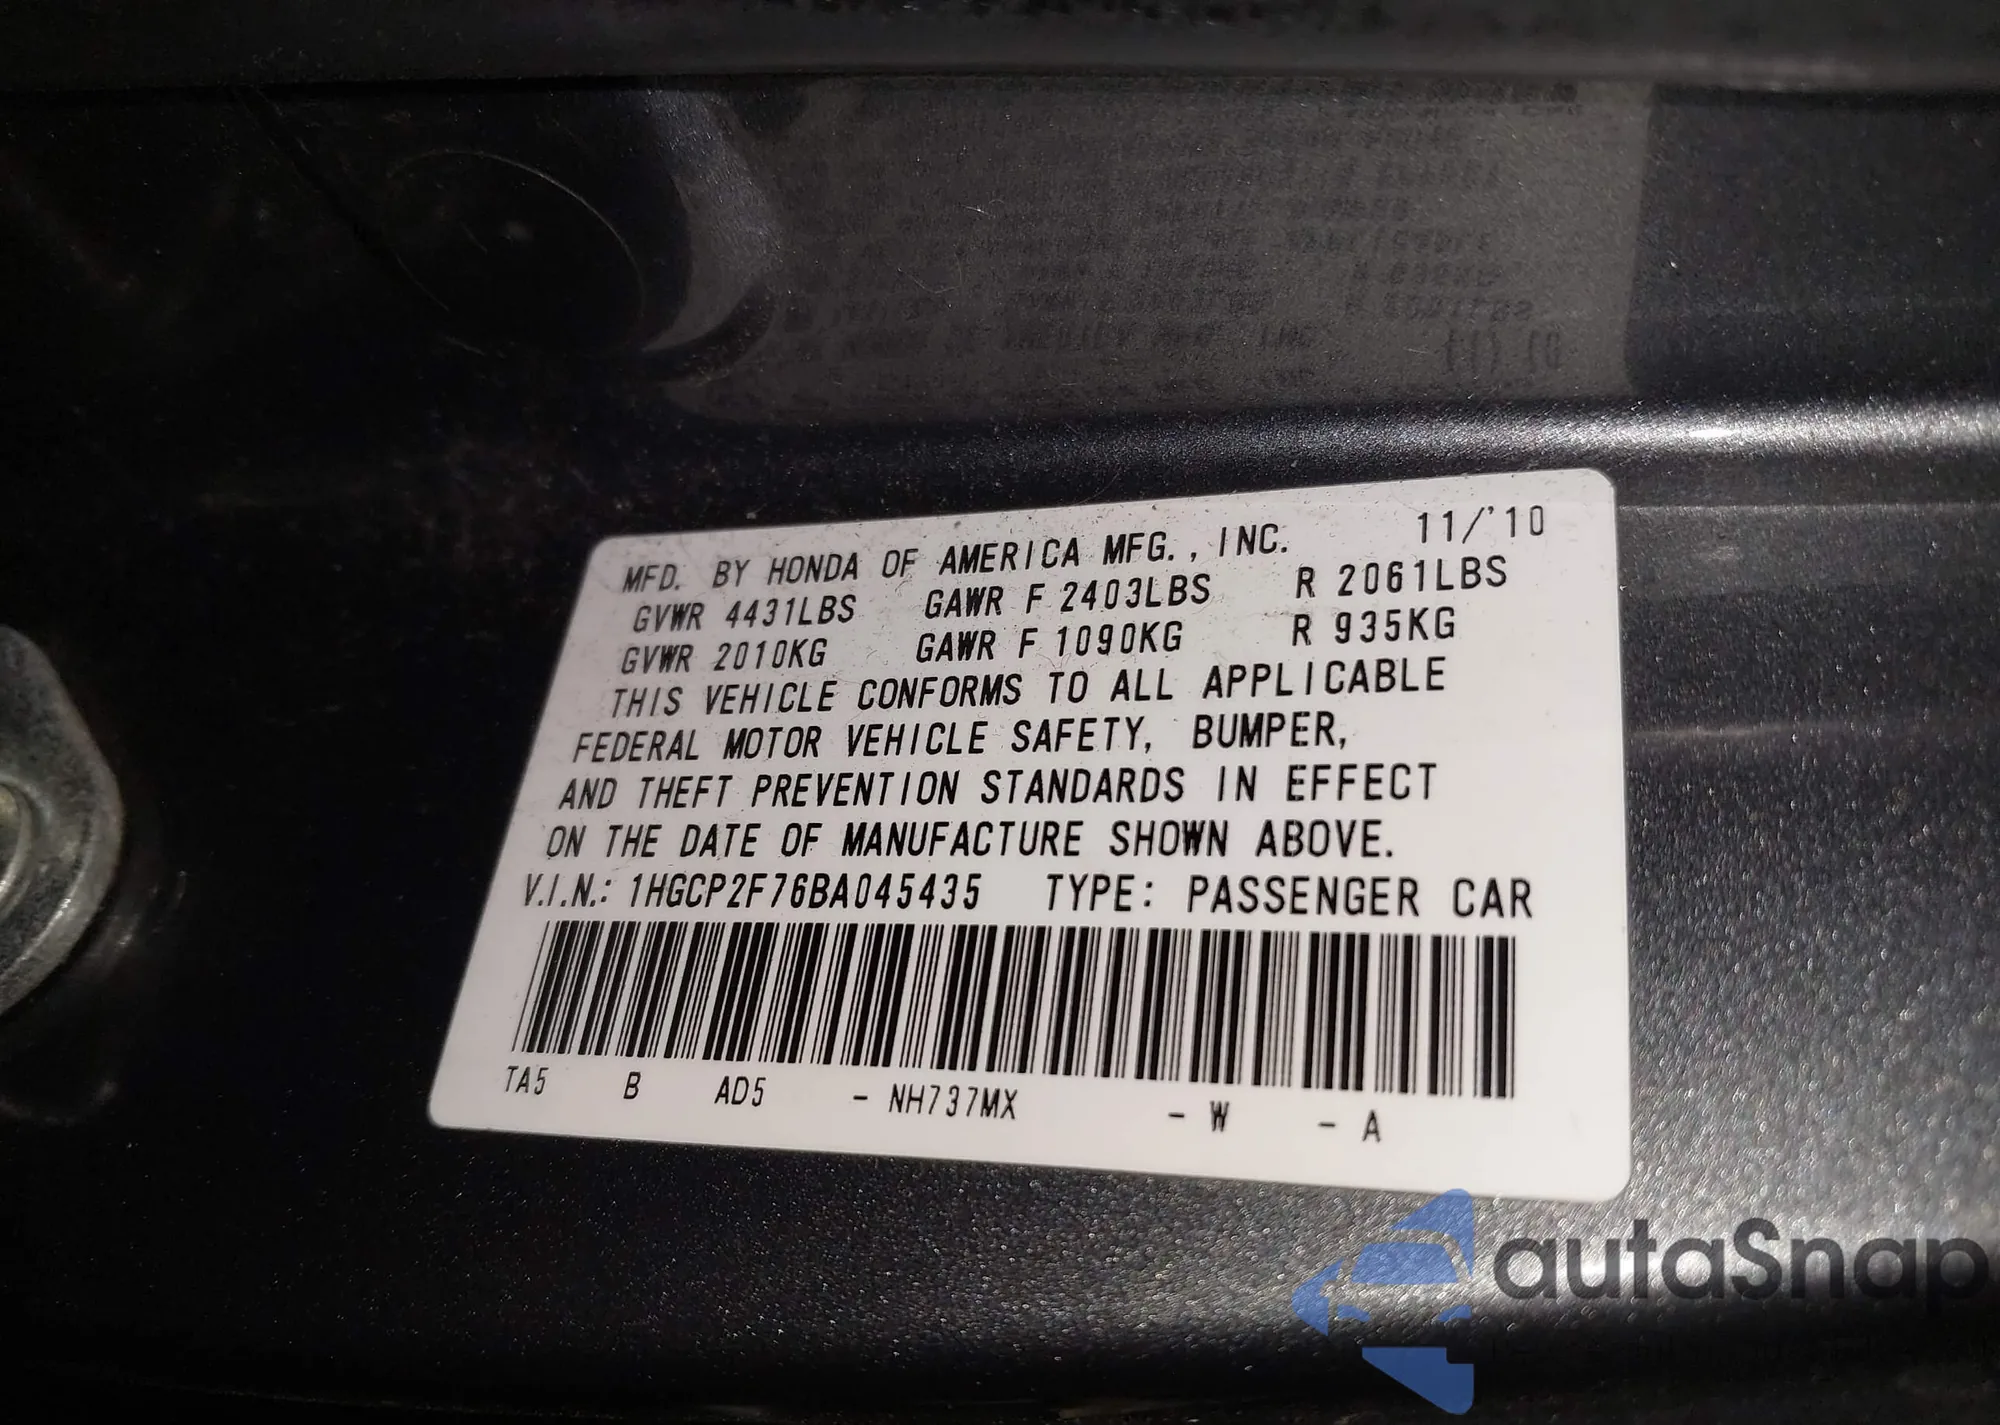 MFD. BY HONDA OF AMERICA MFG., INC. 11/'10
GVWR 4431LBS GAWR F 2403LBS R 2061LBS
GVWR 2010KG GAWR F 1090KG R 935KG
THIS VEHICLE CONFORMS TO ALL APPLICABLE
FEDERAL MOTOR VEHICLE SAFETY, BUMPER,
AND THEFT PREVENTION STANDARDS IN EFFECT
ON THE DATE OF MANUFACTURE SHOWN ABOVE.
V.I.N.: 1HGCP2F76BA045435 TYPE: PASSENGER CAR
TA5 B AD5 - NH737MX - W - A
autaSnap